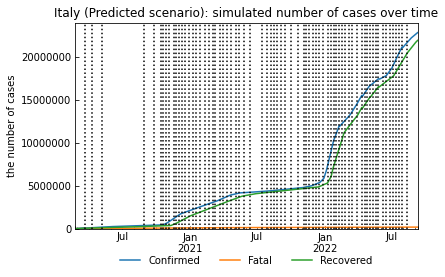 Italy (Predicted scenario): simulated number of cases over time
the number of cases
20000000
15000000
10000000
5000000
0
Jul Jan Jul Jan Jul
2021 2022
Confirmed Fatal Recovered